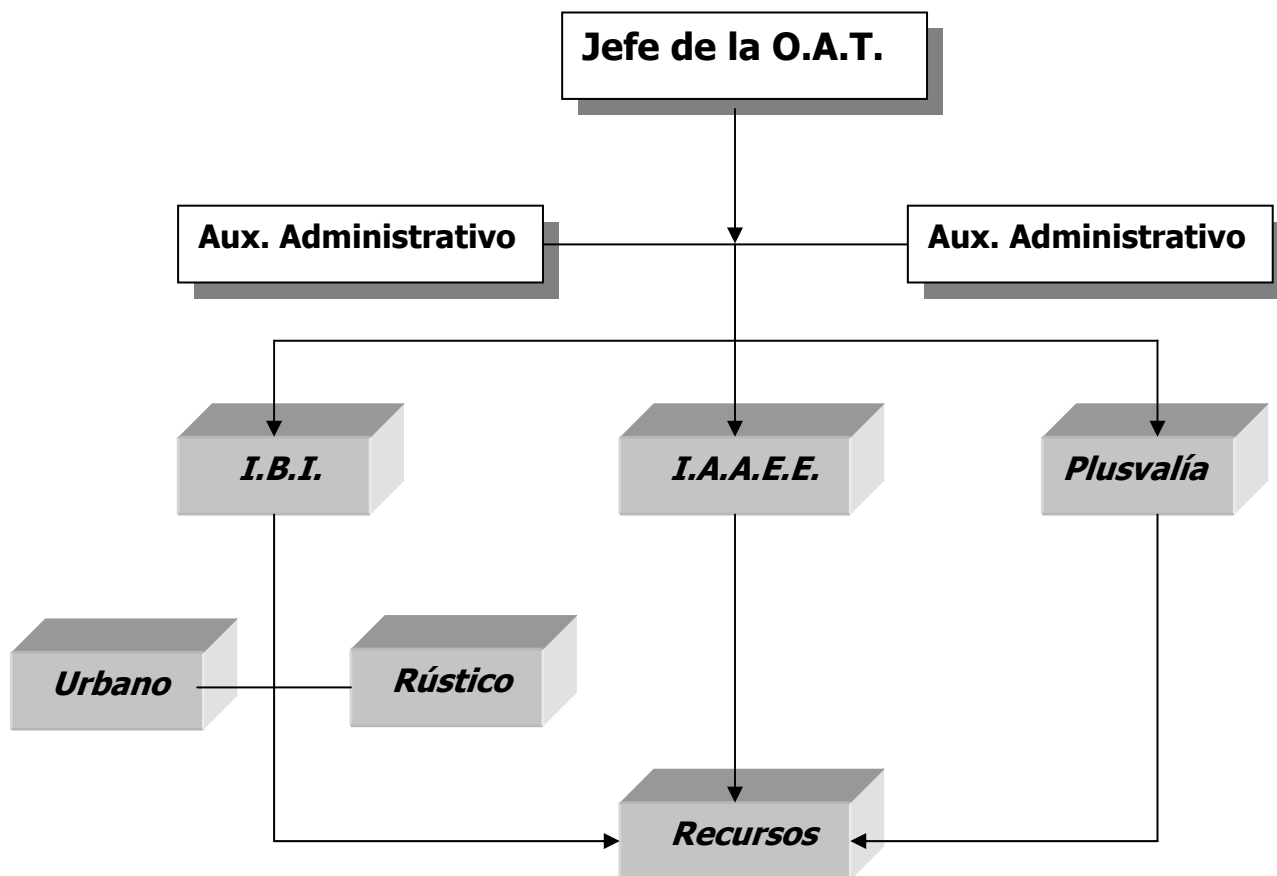 Jefe de la O.A.T.
Aux. Administrativo
Aux. Administrativo
I.B.I.
I.A.A.E.E.
Plusvalía
Urbano
Rústico
Recursos